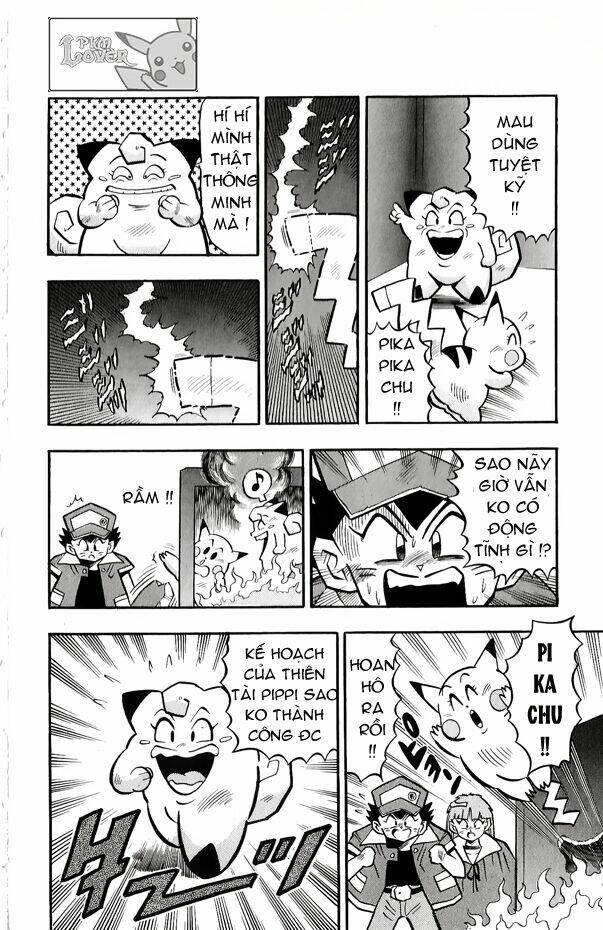 PKM
LOVER
MAU
DÙNG
TUYỆT
KỸ
!!
PIKA
PIKA
CHU
!!
HÍ HÍ
MÌNH
THẬT
THÔNG
MINH
MÀ !
SAO NÃY
GIỜ VẪN
KO CÓ
ĐỘNG
TĨNH GÌ !?
RẦM !!
♪
PI
KA
CHU
!!
HOAN
HÔ
RA
RỒI
!!
KẾ HOẠCH
CỦA THIÊN
TÀI PIPPI SAO
KO THÀNH
CÔNG ĐC